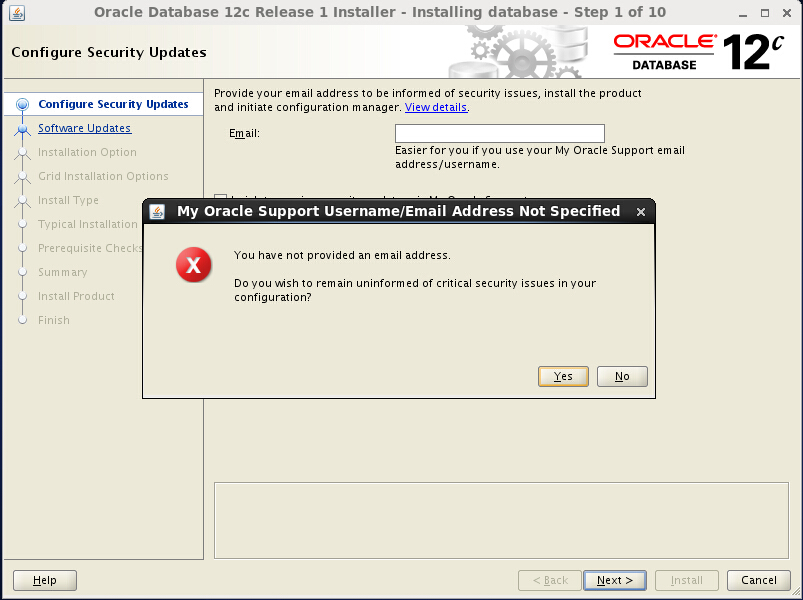 Oracle Database 12c Release 1 Installer - Installing database - Step 1 of 10
Configure Security Updates
ORACLE®
DATABASE
12c
Configure Security Updates
Software Updates
Installation Option
Grid Installation Options
Install Type
Typical Installation
Prerequisite Checks
Summary
Install Product
Finish
Provide your email address to be informed of security issues, install the product
and initiate configuration manager. View details.
Email:
Easier for you if you use your My Oracle Support email
address/username.
My Oracle Support Username/Email Address Not Specified
You have not provided an email address.
Do you wish to remain uninformed of critical security issues in your
configuration?
Yes
No
Help
< Back
Next >
Install
Cancel